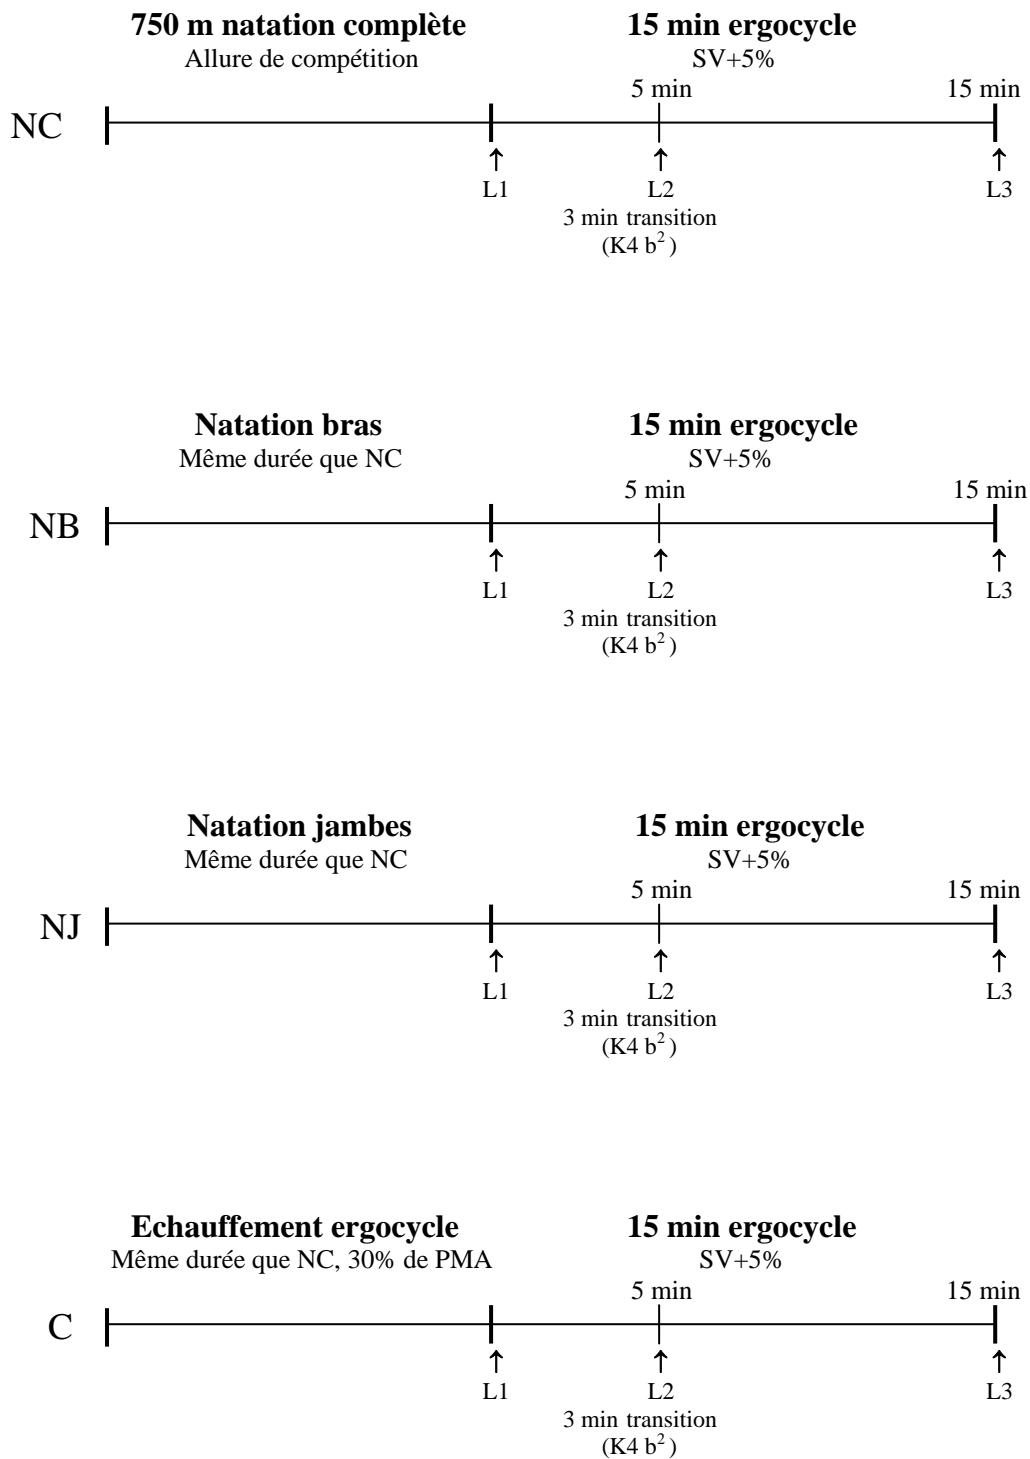 750 m natation complète
15 min ergocycle
Allure de compétition
SV+5%
5 min
15 min
NC
L1
L2
L3
3 min transition
(K4 b²)
Natation bras
15 min ergocycle
Même durée que NC
SV+5%
5 min
15 min
NB
L1
L2
L3
3 min transition
(K4 b²)
Natation jambes
15 min ergocycle
Même durée que NC
SV+5%
5 min
15 min
NJ
L1
L2
L3
3 min transition
(K4 b²)
Echauffement ergocycle
15 min ergocycle
Même durée que NC, 30% de PMA
SV+5%
5 min
15 min
C
L1
L2
L3
3 min transition
(K4 b²)